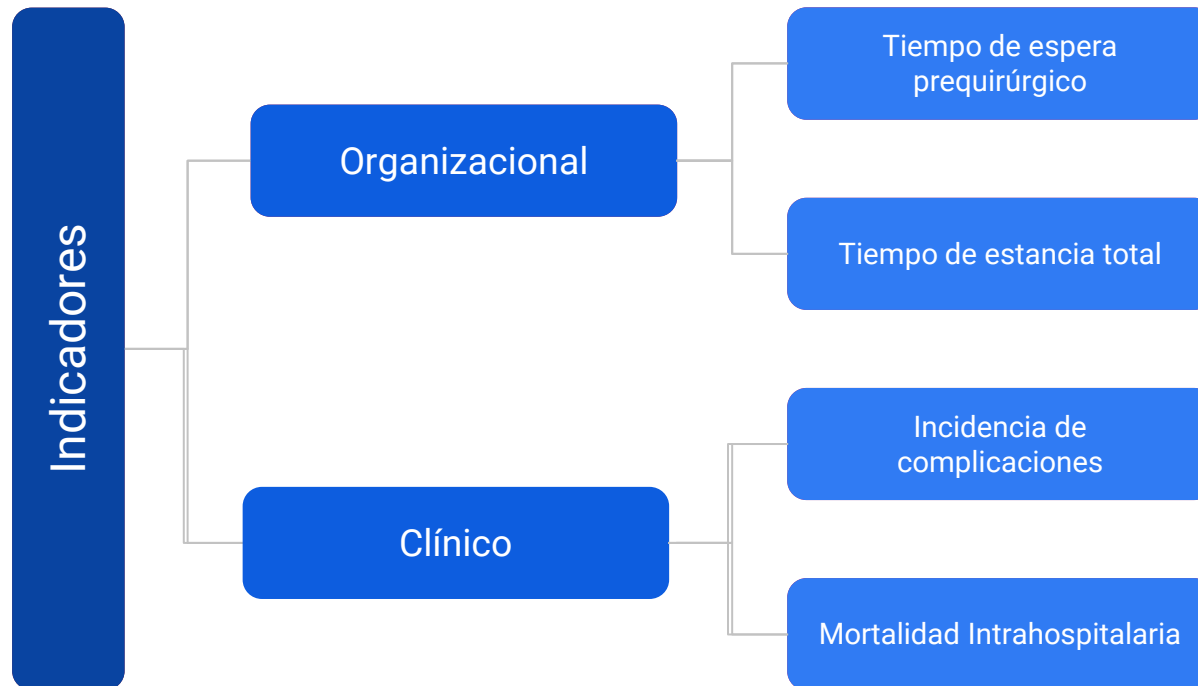 Indicadores
Organizacional
Tiempo de espera
prequirúrgico
Tiempo de estancia total
Clínico
Incidencia de
complicaciones
Mortalidad Intrahospitalaria